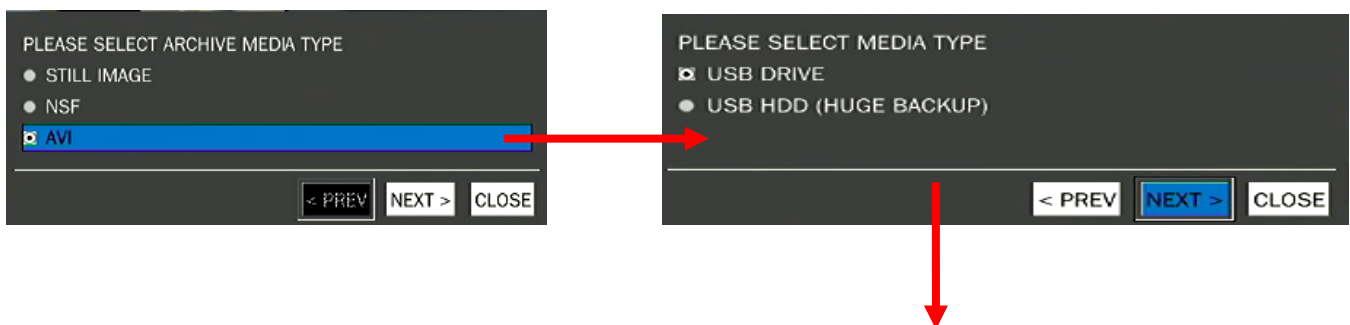 PLEASE SELECT ARCHIVE MEDIA TYPE
STILL IMAGE
NSF
AVI
< PREV NEXT > CLOSE
PLEASE SELECT MEDIA TYPE
USB DRIVE
USB HDD (HUGE BACKUP)
< PREV NEXT > CLOSE